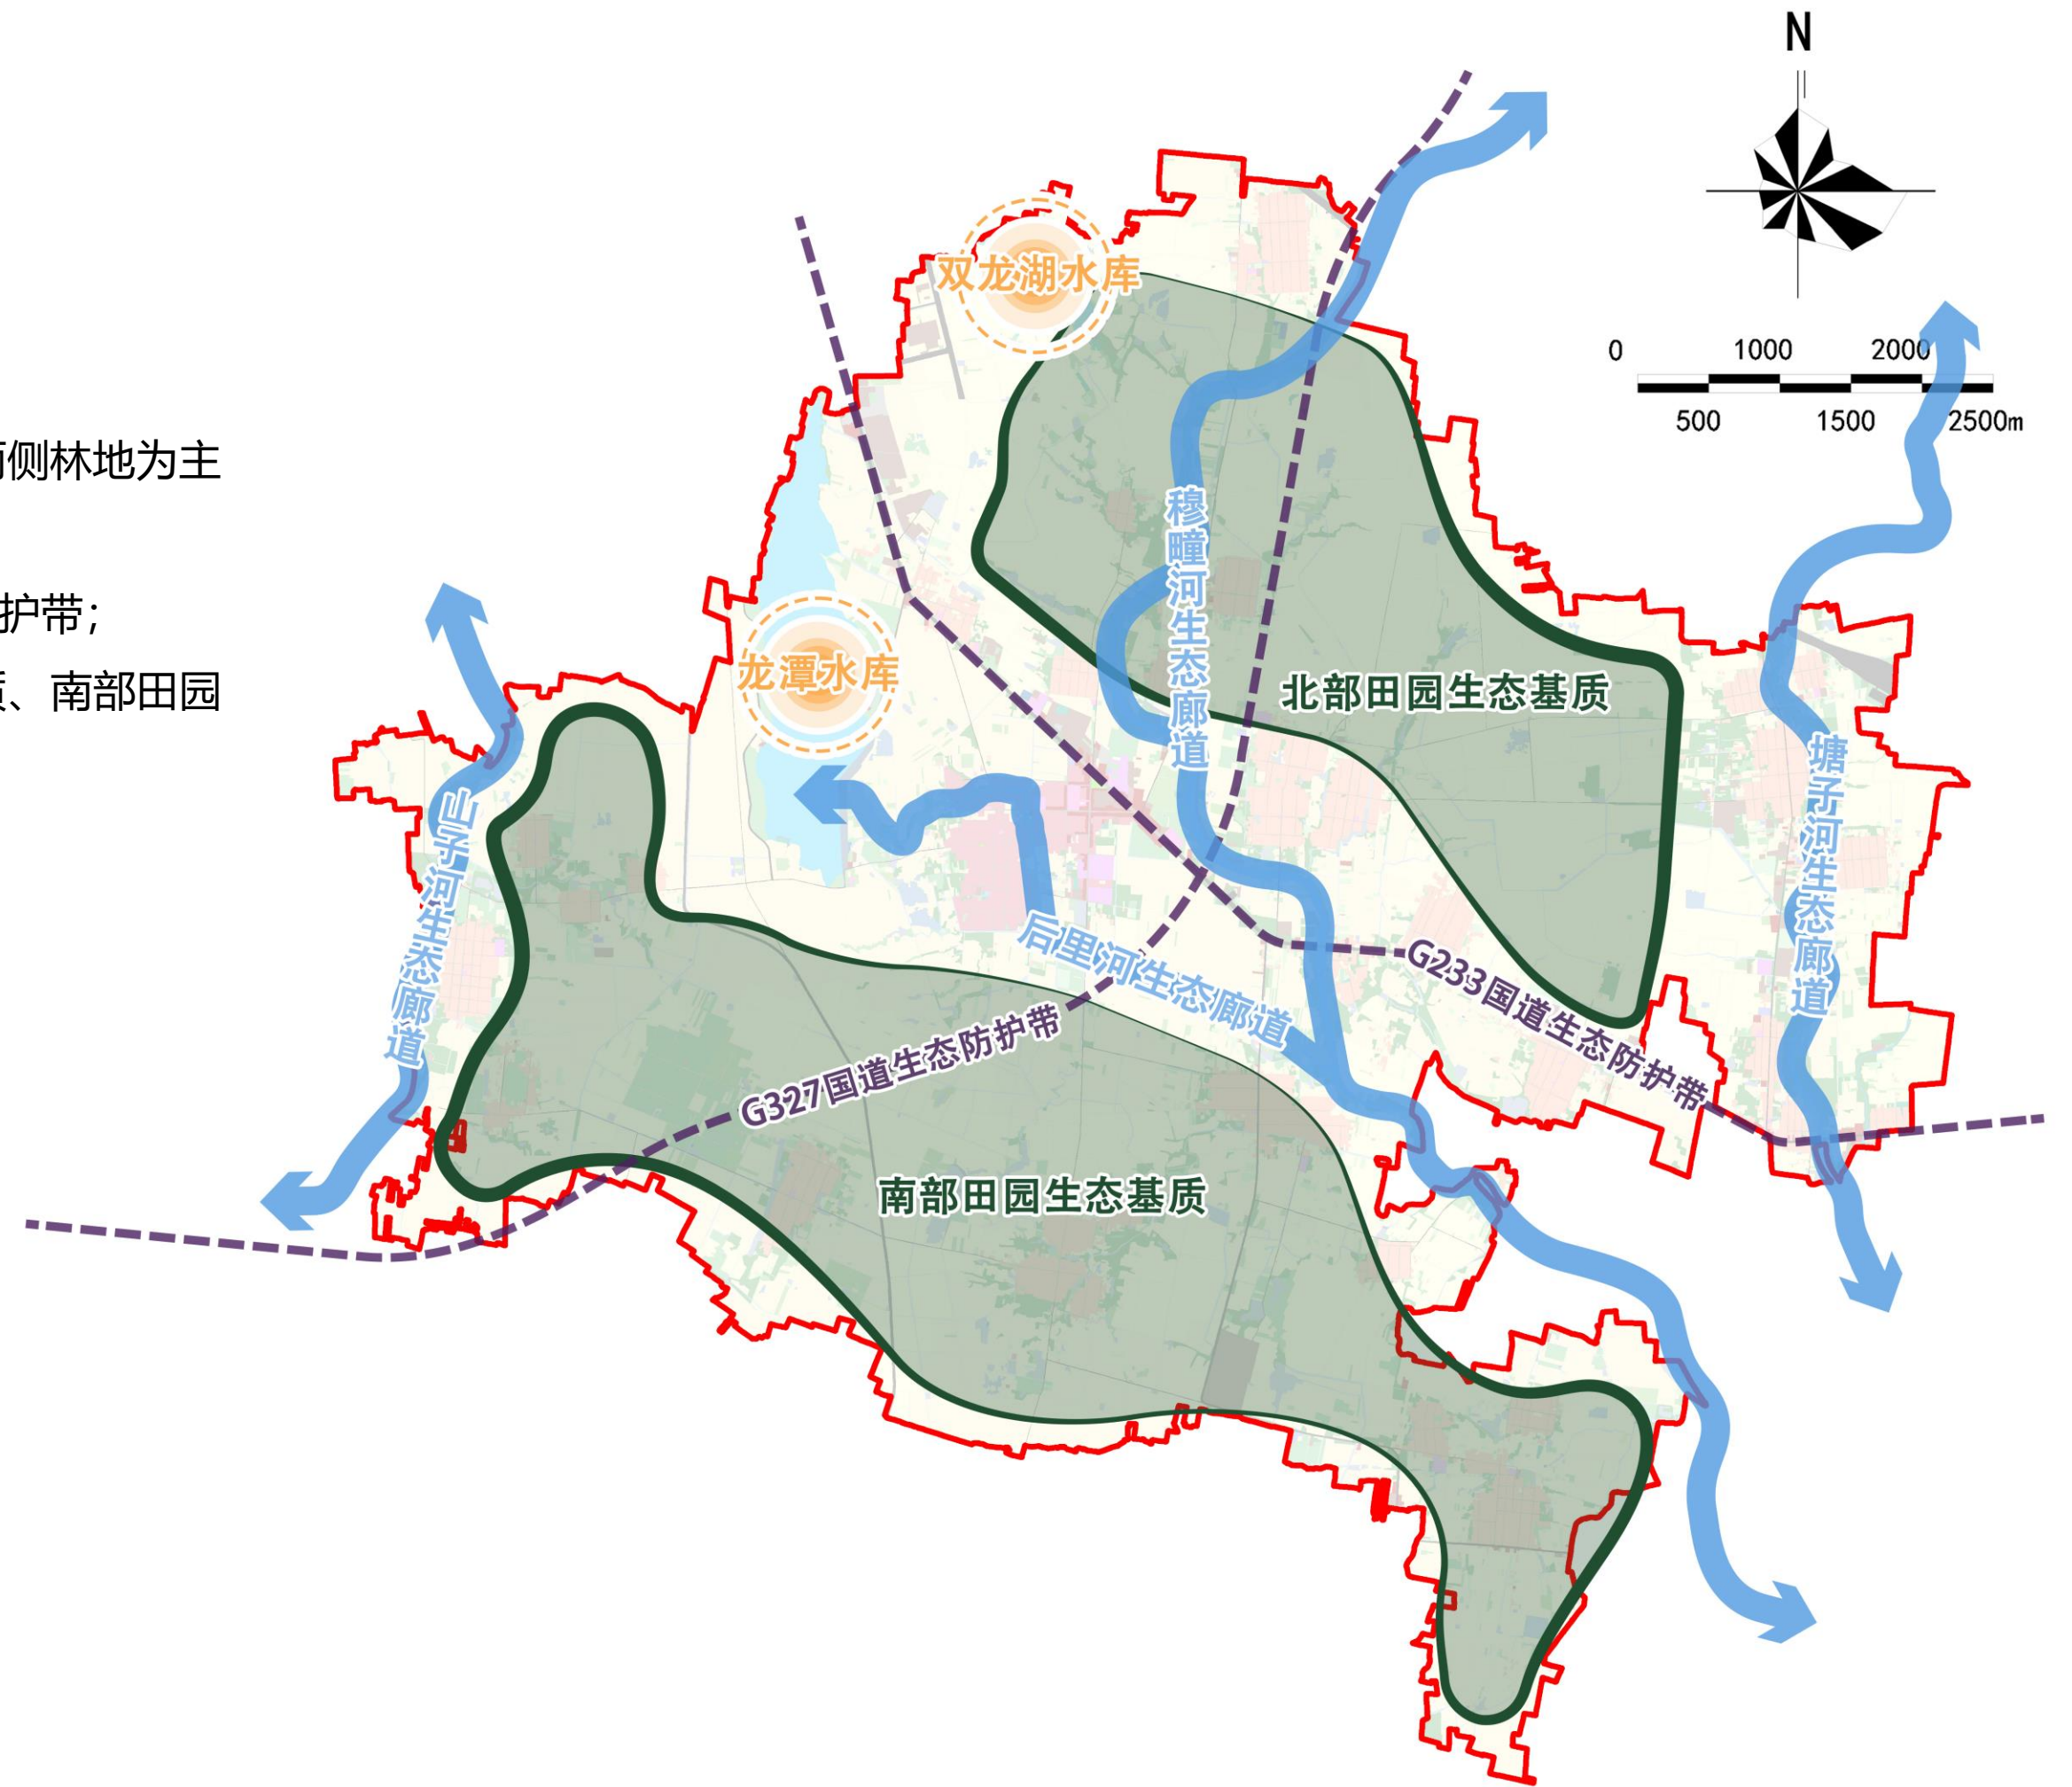 N
0 1000 2000
500 1500 2500m
双龙湖水库
侧林地为主
穆疃河生态廊道
护带；
龙潭水库
、南部田园
北部田园生态基质
塘子河生态廊道
山子河生态廊道
后里河生态廊道
G233国道生态防护带
G327国道生态防护带
南部田园生态基质